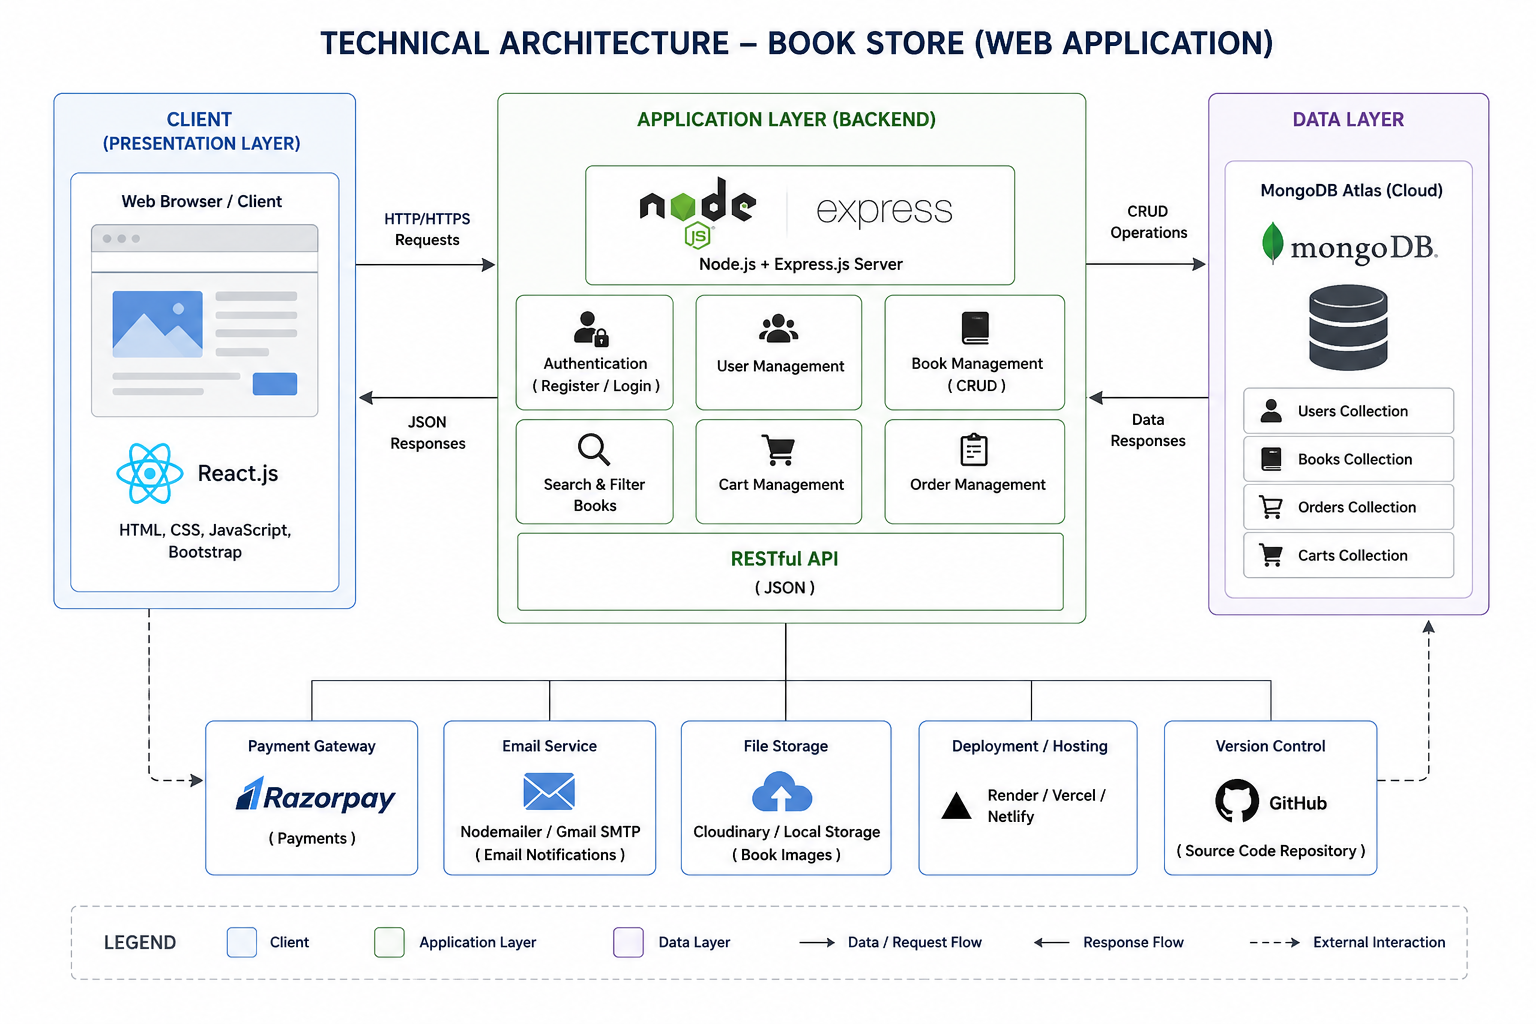 TECHNICAL ARCHITECTURE – BOOK STORE (WEB APPLICATION)
CLIENT
(PRESENTATION LAYER)
Web Browser / Client
React.js
HTML, CSS, JavaScript,
Bootstrap
HTTP/HTTPS
Requests
JSON
Responses
APPLICATION LAYER (BACKEND)
node
JS
express
Node.js + Express.js Server
Authentication
( Register / Login )
User Management
Book Management
( CRUD )
Search & Filter
Books
Cart Management
Order Management
RESTful API
( JSON )
CRUD
Operations
Data
Responses
DATA LAYER
MongoDB Atlas (Cloud)
mongoDB.
Users Collection
Books Collection
Orders Collection
Carts Collection
Payment Gateway
Razorpay
( Payments )
Email Service
Nodemailer / Gmail SMTP
( Email Notifications )
File Storage
Cloudinary / Local Storage
( Book Images )
Deployment / Hosting
Render / Vercel /
Netlify
Version Control
GitHub
( Source Code Repository )
LEGEND
Client
Application Layer
Data Layer
Data / Request Flow
Response Flow
External Interaction